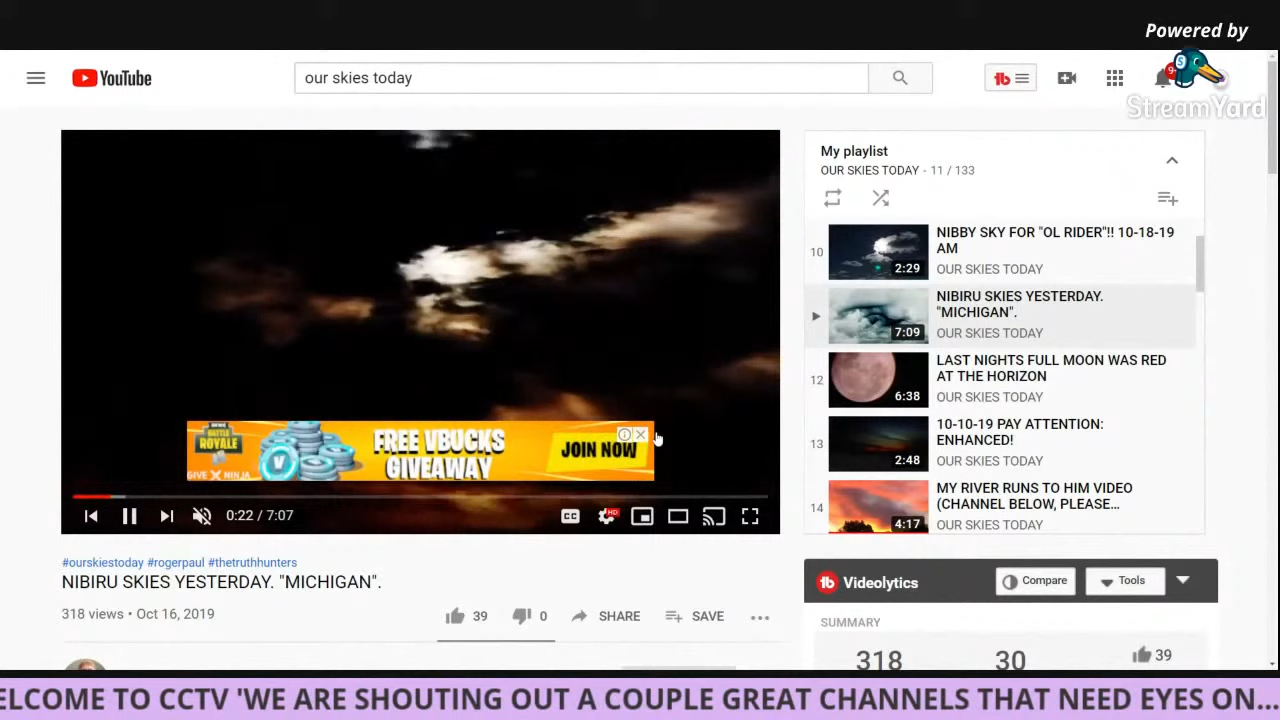 Powered by
StreamYard
YouTube
our skies today
9+
BATTLE
ROYALE
FREE VBUCKS
GIVEAWAY
JOIN NOW
GIVE X NINJA
0:22 / 7:07
CC
HD
#ourskiestoday #rogerpaul #thetruthhunters
NIBIRU SKIES YESTERDAY. "MICHIGAN".
318 views • Oct 16, 2019
39
0
SHARE
SAVE
My playlist
OUR SKIES TODAY - 11 / 133
10
2:29
NIBBY SKY FOR "OL RIDER"!! 10-18-19
AM
OUR SKIES TODAY
7:09
NIBIRU SKIES YESTERDAY.
"MICHIGAN".
OUR SKIES TODAY
12
6:38
LAST NIGHTS FULL MOON WAS RED
AT THE HORIZON
OUR SKIES TODAY
13
2:48
10-10-19 PAY ATTENTION:
ENHANCED!
OUR SKIES TODAY
14
4:17
MY RIVER RUNS TO HIM VIDEO
(CHANNEL BELOW, PLEASE...
OUR SKIES TODAY
tb Videolytics
Compare
Tools
SUMMARY
318
30
39
ELCOME TO CCTV 'WE ARE SHOUTING OUT A COUPLE GREAT CHANNELS THAT NEED EYES ON...